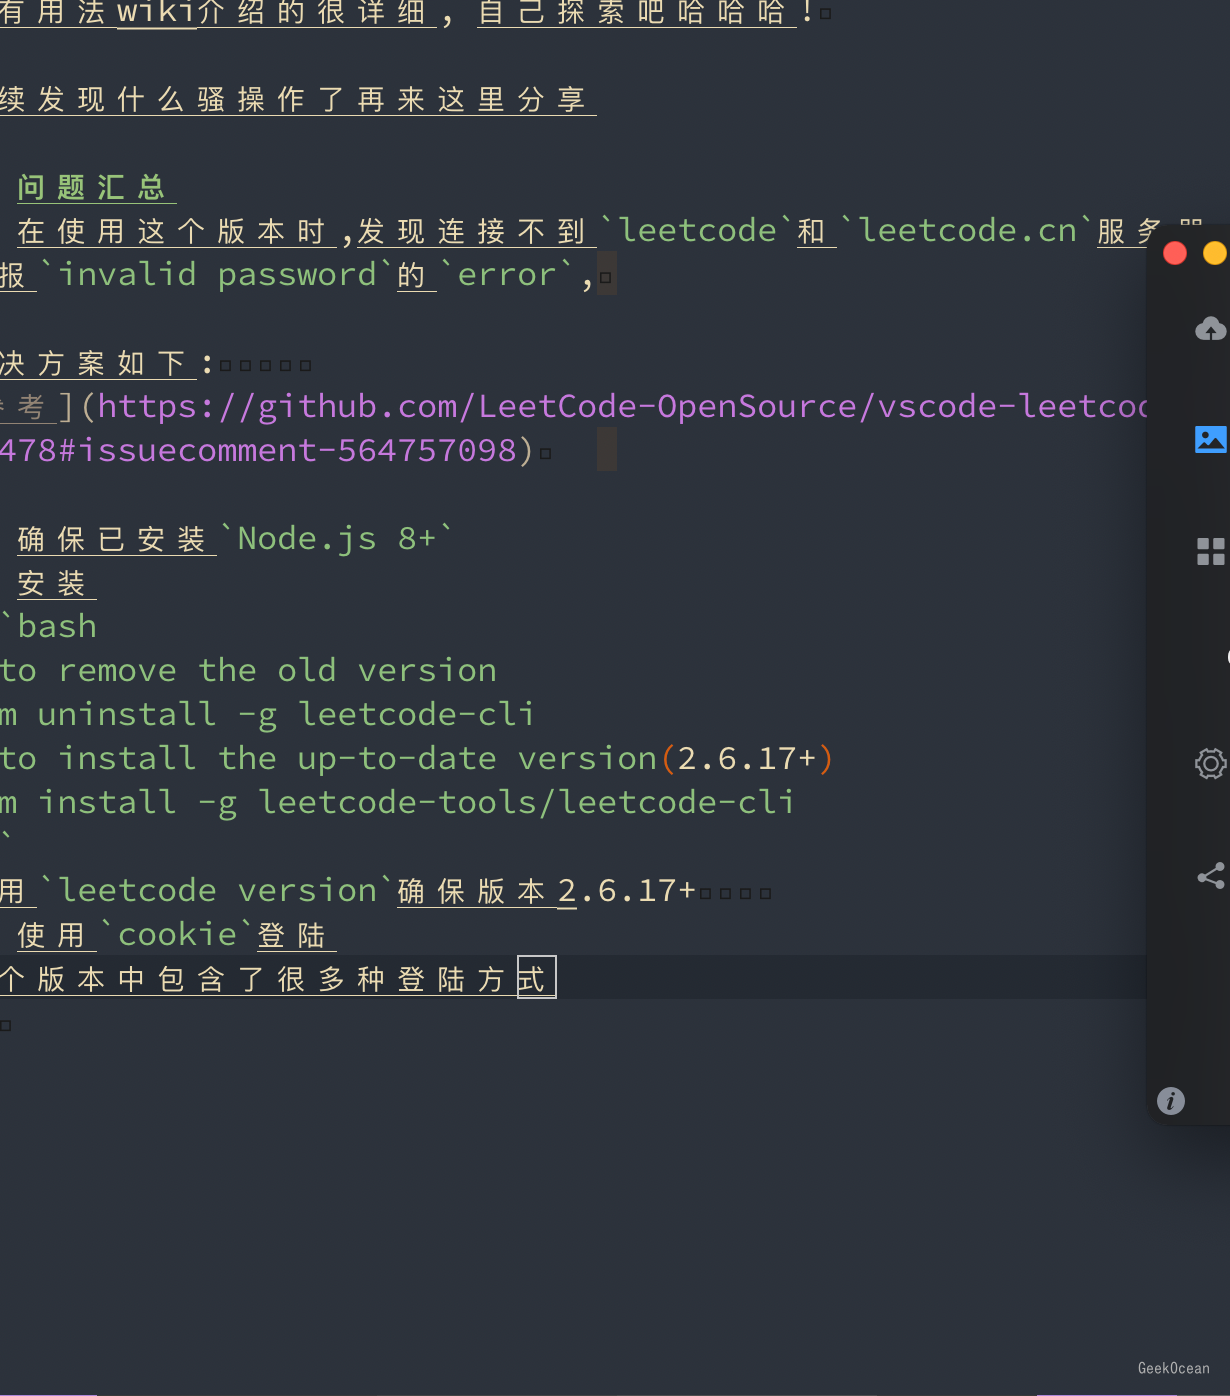 有用法wiki介绍的很详细, 自己探索吧哈哈哈!
续发现什么骚操作了再来这里分享
问题汇总
在使用这个版本时,发现连接不到`leetcode`和`leetcode.cn`服务器
报`invalid password`的`error`,
决方案如下:
参考](https://github.com/LeetCode-OpenSource/vscode-leetcod
478#issuecomment-564757098)
确保已安装`Node.js 8+`
安装
`bash
to remove the old version
m uninstall -g leetcode-cli
to install the up-to-date version(2.6.17+)
m install -g leetcode-tools/leetcode-cli
`
用`leetcode version`确保版本2.6.17+
使用`cookie`登陆
个版本中包含了很多种登陆方式
GeekOcean